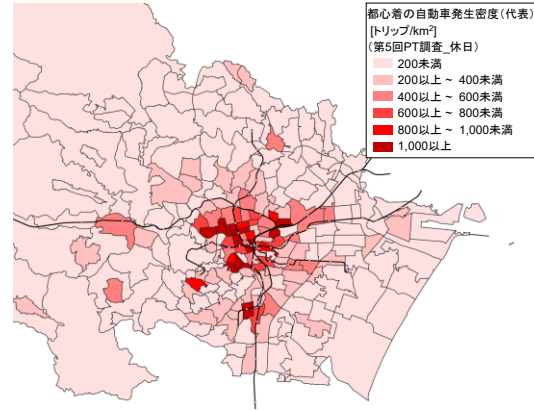 都心着の自動車発生密度(代表)
[トリップ/km²]
(第5回PT調査_休日)
200未満
200以上 ~ 400未満
400以上 ~ 600未満
600以上 ~ 800未満
800以上 ~ 1,000未満
1,000以上